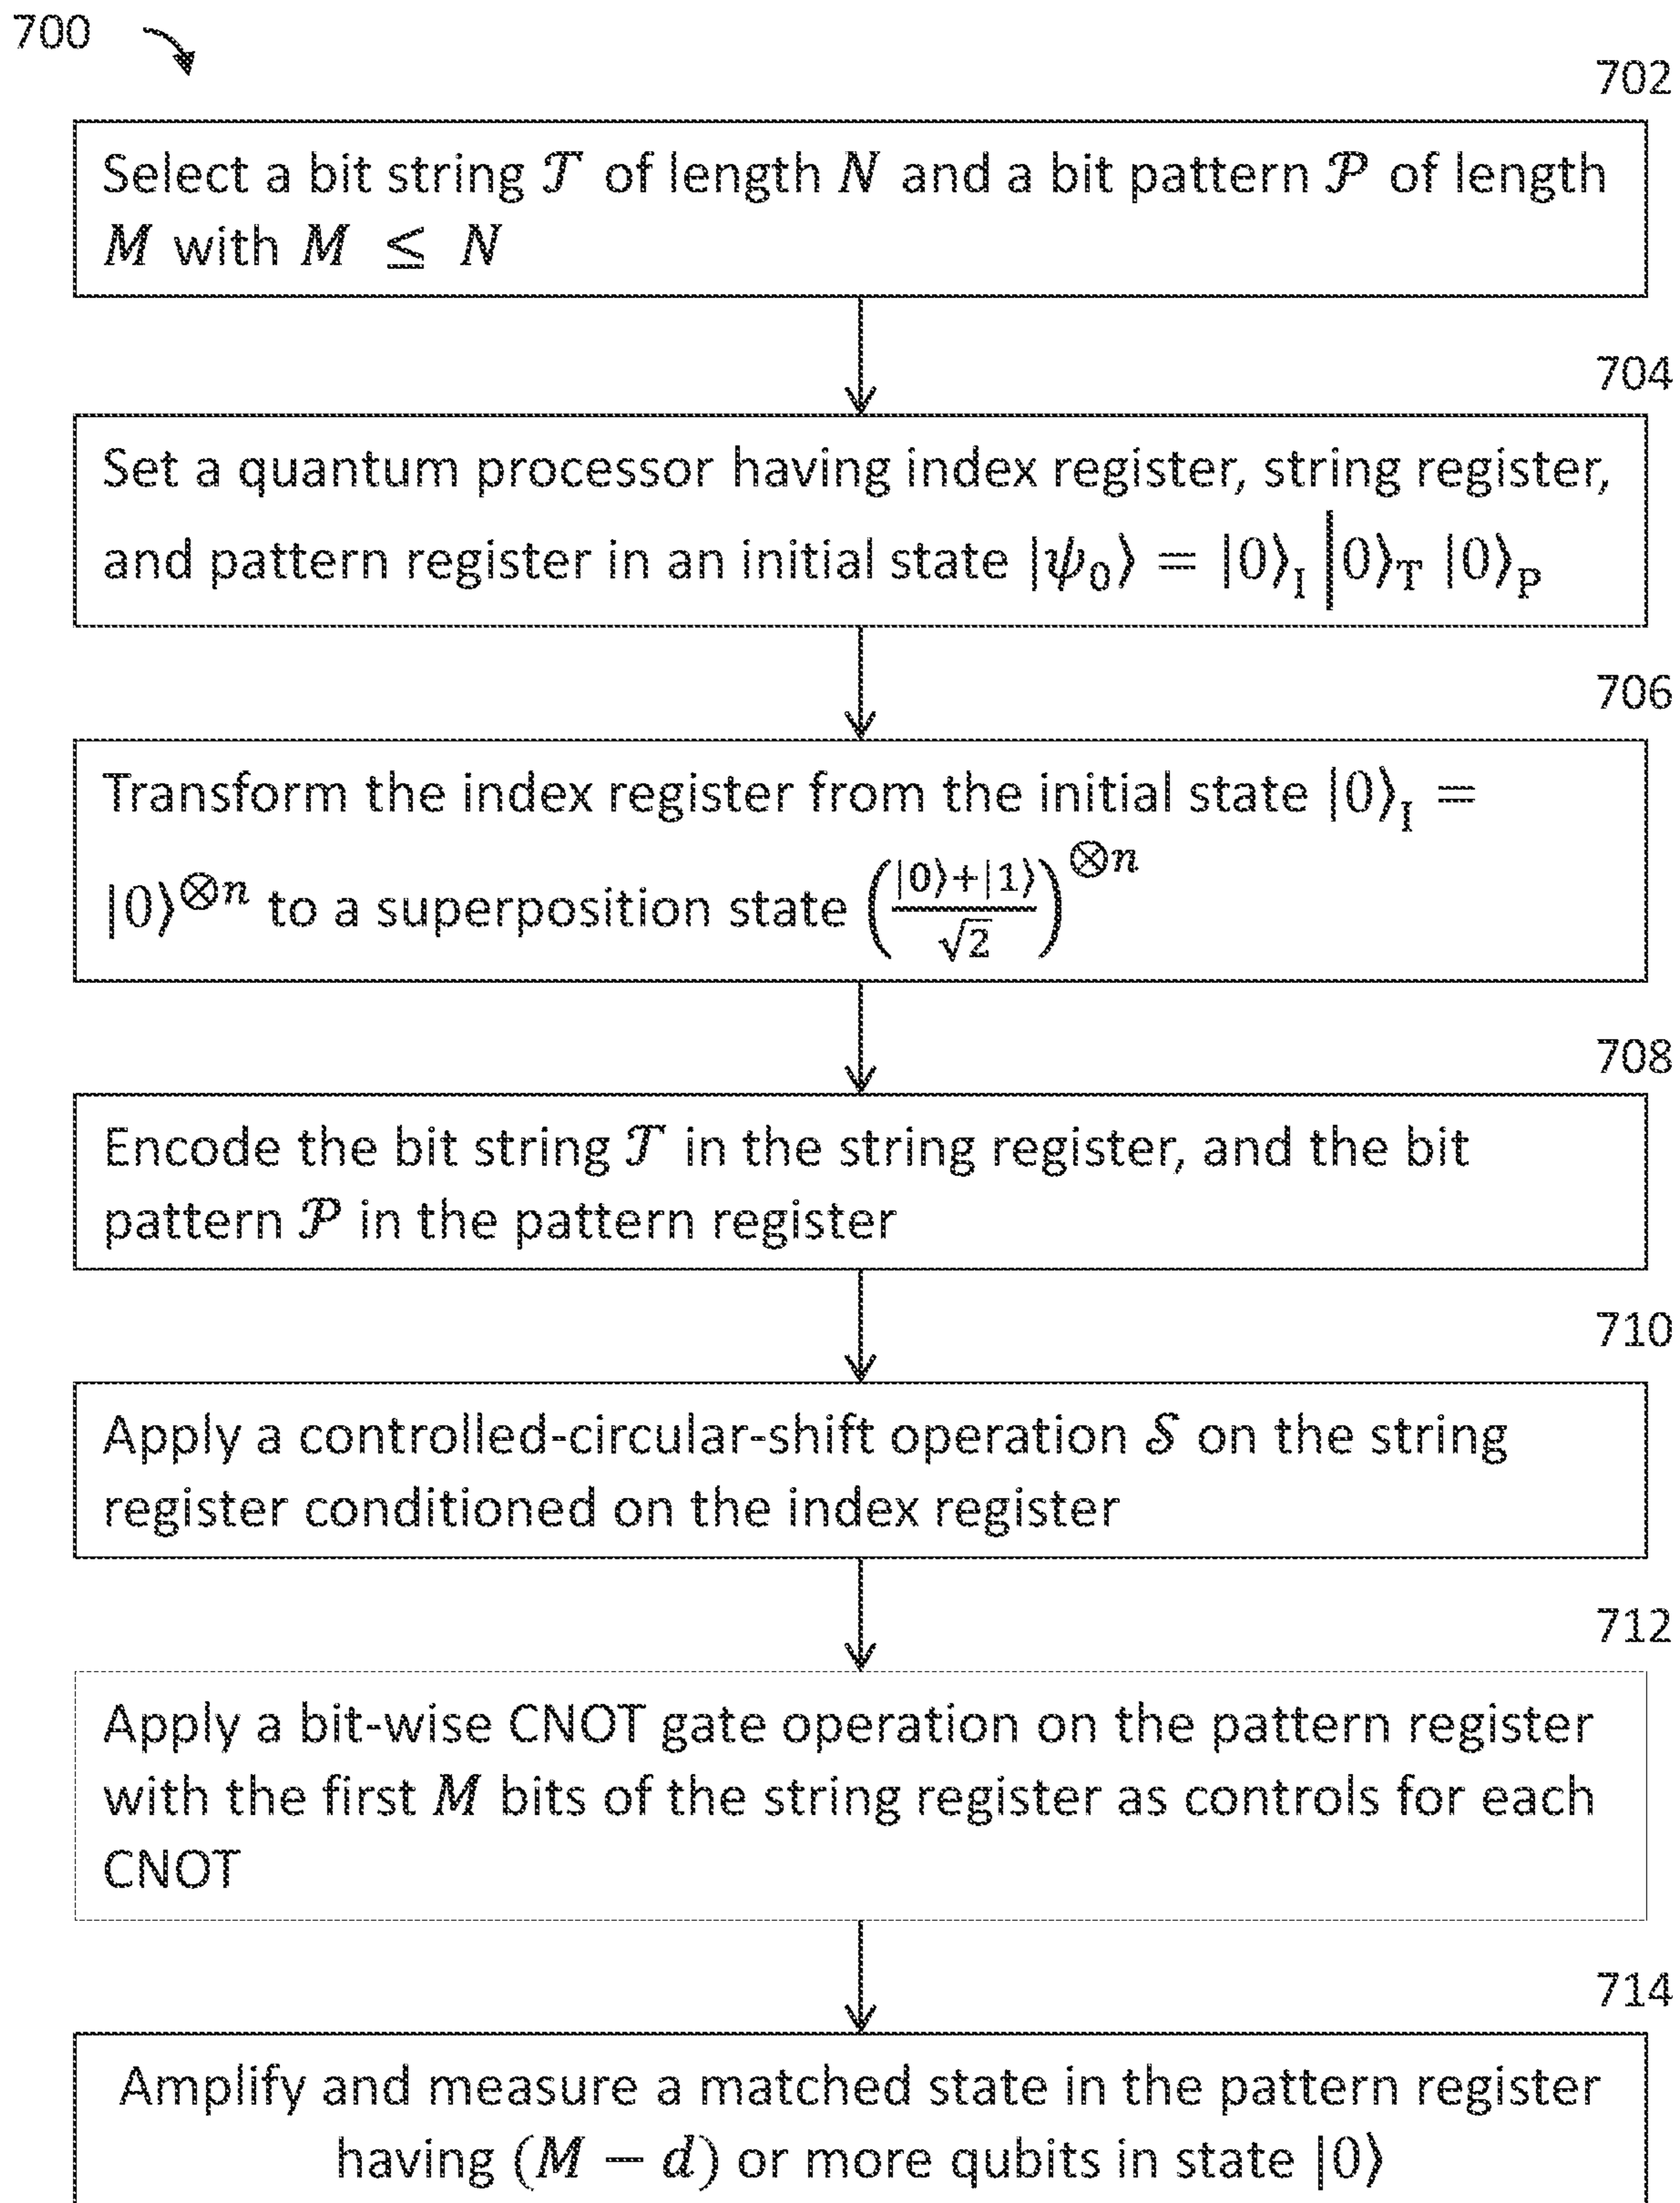 700
702
Select a bit string 𝒯 of length N and a bit pattern 𝒫 of length
M with M ≤ N
704
Set a quantum processor having index register, string register,
and pattern register in an initial state |ψ₀⟩ = |0⟩_I |0⟩_T |0⟩_P
706
Transform the index register from the initial state |0⟩_I =
|0⟩^⊗n to a superposition state ((|0⟩+|1⟩)/√2)^⊗n
708
Encode the bit string 𝒯 in the string register, and the bit
pattern 𝒫 in the pattern register
710
Apply a controlled-circular-shift operation 𝒮 on the string
register conditioned on the index register
712
Apply a bit-wise CNOT gate operation on the pattern register
with the first M bits of the string register as controls for each
CNOT
714
Amplify and measure a matched state in the pattern register
having (M − d) or more qubits in state |0⟩